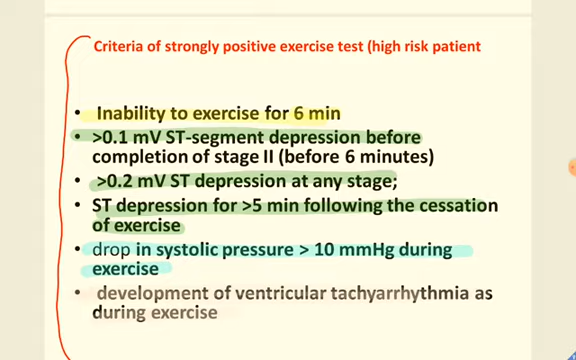 Criteria of strongly positive exercise test (high risk patient
• Inability to exercise for 6 min
• >0.1 mV ST-segment depression before
completion of stage II (before 6 minutes)
• >0.2 mV ST depression at any stage;
• ST depression for >5 min following the cessation
of exercise
• drop in systolic pressure > 10 mmHg during
exercise
• development of ventricular tachyarrhythmia as
during exercise